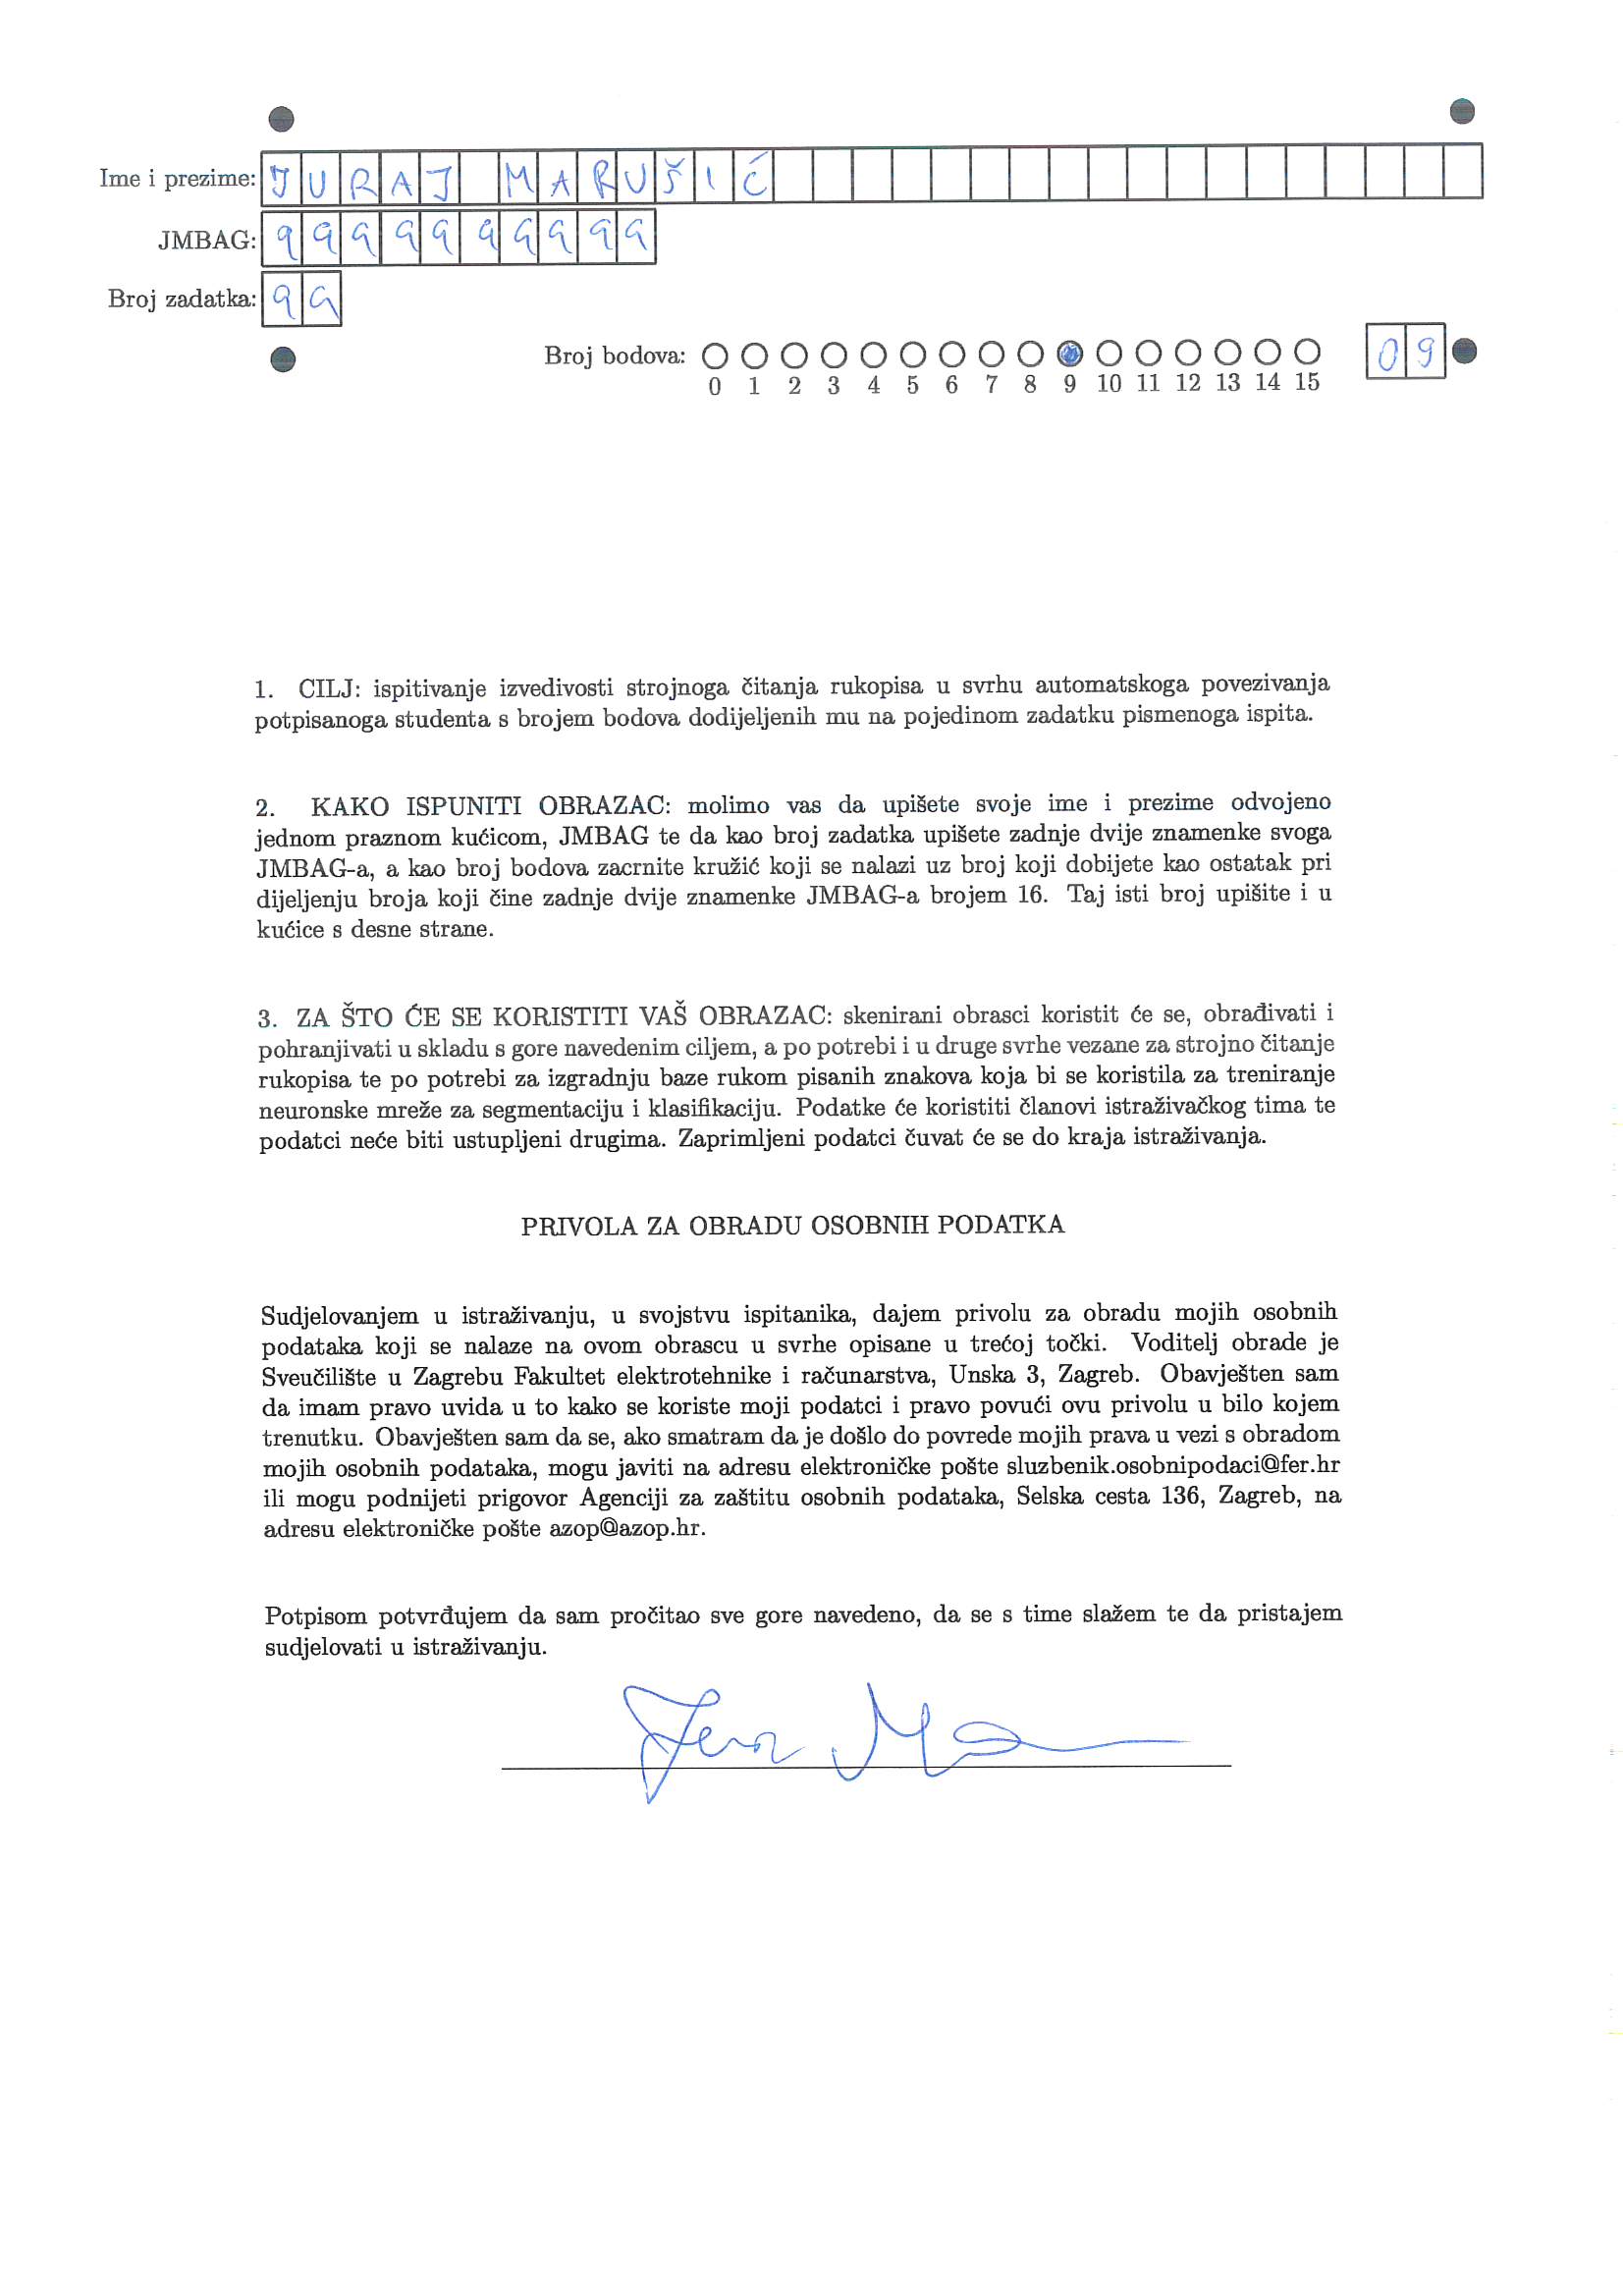 Ime i prezime: JURAJ MARUŠIĆ
JMBAG: 9999999999
Broj zadatka: 99
Broj bodova: 09
0 1 2 3 4 5 6 7 8 9 10 11 12 13 14 15
1. CILJ: ispitivanje izvedivosti strojnoga čitanja rukopisa u svrhu automatskoga povezivanja
potpisanoga studenta s brojem bodova dodijeljenih mu na pojedinom zadatku pismenoga ispita.
2. KAKO ISPUNITI OBRAZAC: molimo vas da upišete svoje ime i prezime odvojeno
jednom praznom kućicom, JMBAG te da kao broj zadatka upišete zadnje dvije znamenke svoga
JMBAG-a, a kao broj bodova zacrnite kružić koji se nalazi uz broj koji dobijete kao ostatak pri
dijeljenju broja koji čine zadnje dvije znamenke JMBAG-a brojem 16. Taj isti broj upišite i u
kućice s desne strane.
3. ZA ŠTO ĆE SE KORISTITI VAŠ OBRAZAC: skenirani obrasci koristit će se, obrađivati i
pohranjivati u skladu s gore navedenim ciljem, a po potrebi i u druge svrhe vezane za strojno čitanje
rukopisa te po potrebi za izgradnju baze rukom pisanih znakova koja bi se koristila za treniranje
neuronske mreže za segmentaciju i klasifikaciju. Podatke će koristiti članovi istraživačkog tima te
podatci neće biti ustupljeni drugima. Zaprimljeni podatci čuvat će se do kraja istraživanja.
PRIVOLA ZA OBRADU OSOBNIH PODATKA
Sudjelovanjem u istraživanju, u svojstvu ispitanika, dajem privolu za obradu mojih osobnih
podataka koji se nalaze na ovom obrascu u svrhe opisane u trećoj točki. Voditelj obrade je
Sveučilište u Zagrebu Fakultet elektrotehnike i računarstva, Unska 3, Zagreb. Obavješten sam
da imam pravo uvida u to kako se koriste moji podatci i pravo povući ovu privolu u bilo kojem
trenutku. Obavješten sam da se, ako smatram da je došlo do povrede mojih prava u vezi s obradom
mojih osobnih podataka, mogu javiti na adresu elektroničke pošte sluzbenik.osobnipodaci@fer.hr
ili mogu podnijeti prigovor Agenciji za zaštitu osobnih podataka, Selska cesta 136, Zagreb, na
adresu elektroničke pošte azop@azop.hr.
Potpisom potvrđujem da sam pročitao sve gore navedeno, da se s time slažem te da pristajem
sudjelovati u istraživanju.